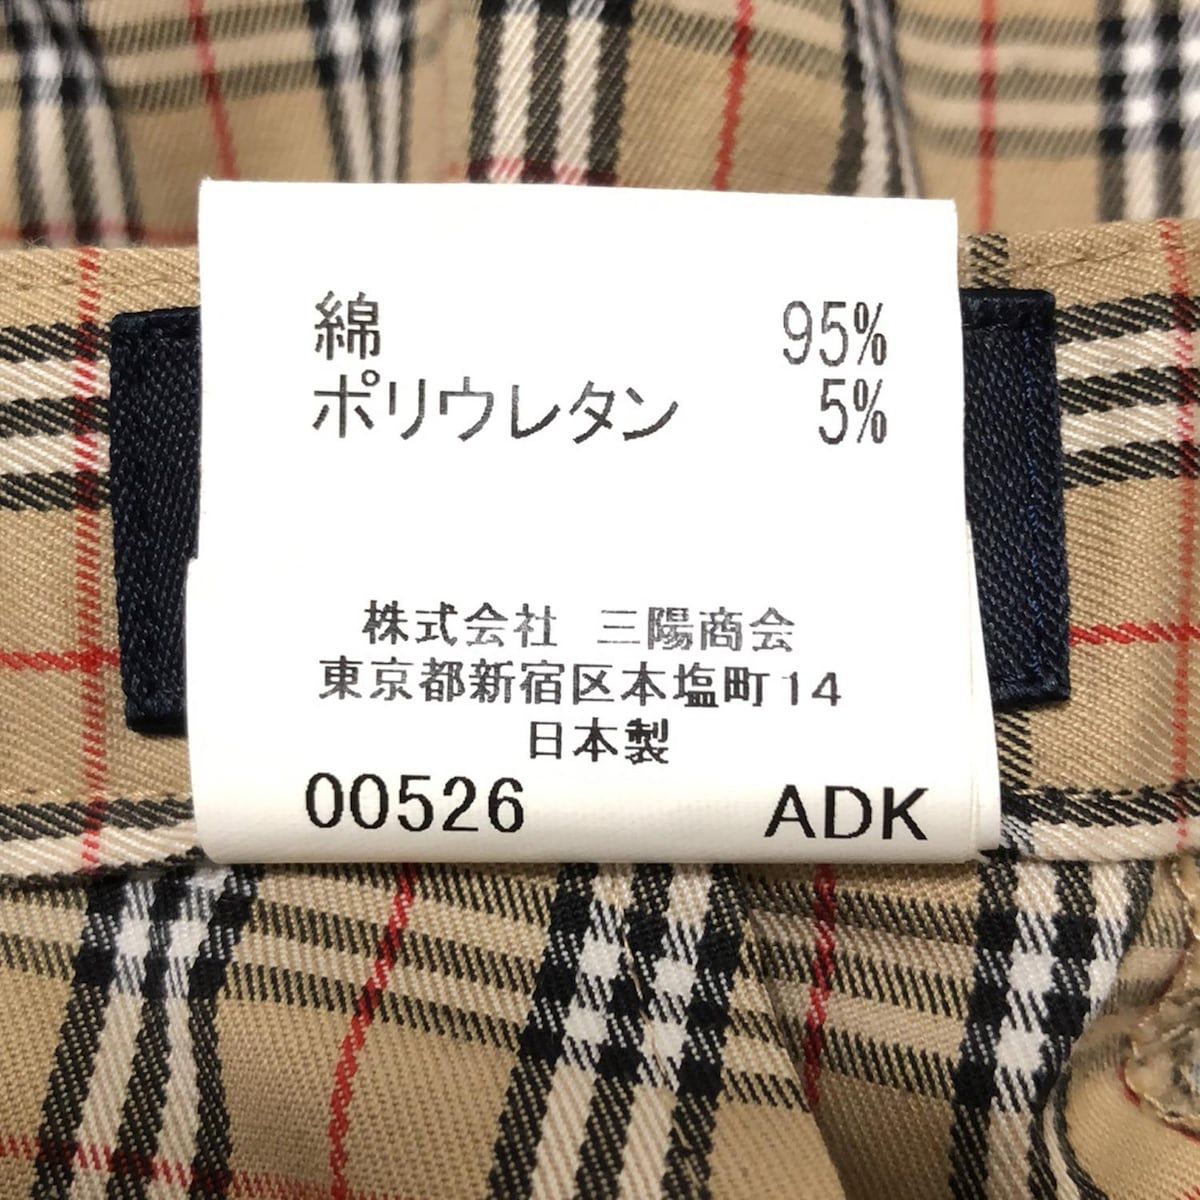 綿 95%
ポリウレタン 5%
株式会社 三陽商会
東京都新宿区本塩町14
日本製
00526 ADK